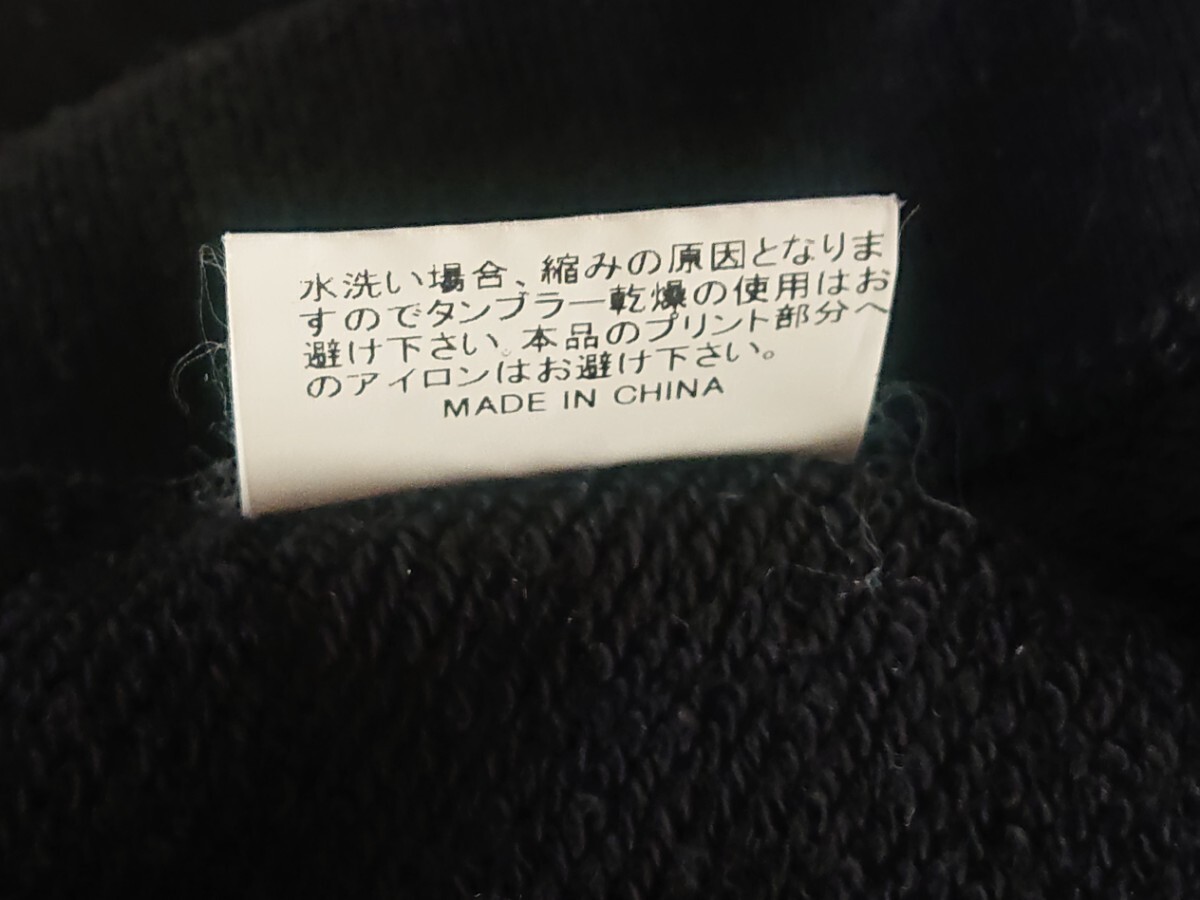 水洗い場合、縮みの原因となりま
すのでタンブラー乾燥の使用はお
避け下さい。本品のプリント部分へ
のアイロンはお避け下さい。
MADE IN CHINA